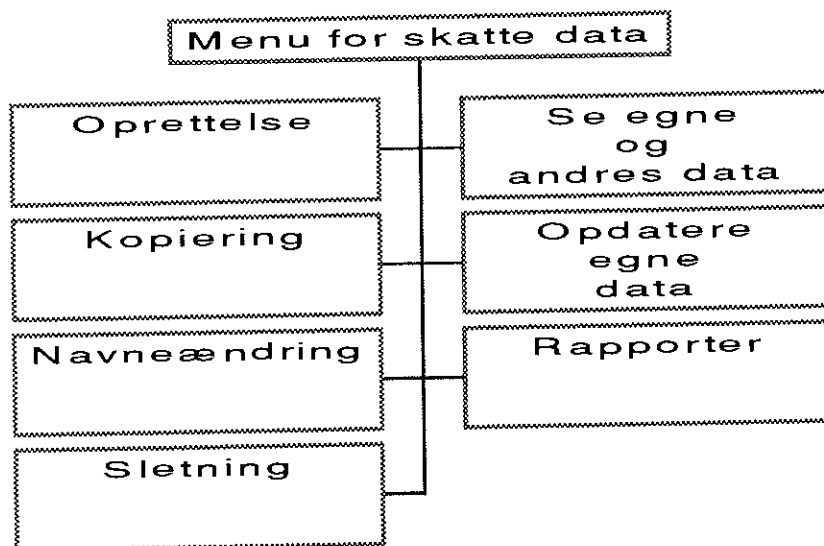 Menu for skatte data
Oprettelse
Se egne
og
andres data
Kopiering
Opdatere
egne
data
Navneændring
Rapporter
Sletning